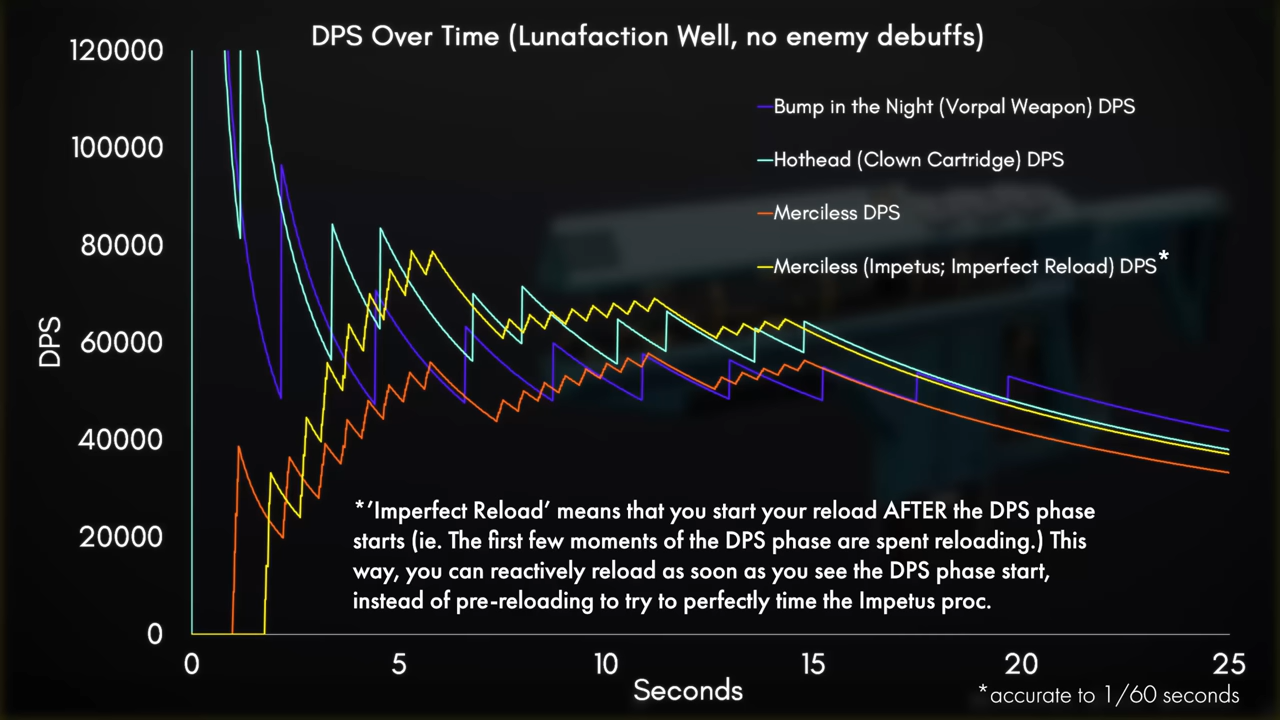 DPS Over Time (Lunafaction Well, no enemy debuffs)
120000
100000
80000
60000
40000
20000
0
DPS
Bump in the Night (Vorpal Weapon) DPS
Hothead (Clown Cartridge) DPS
Merciless DPS
Merciless (Impetus; Imperfect Reload) DPS*
*'Imperfect Reload' means that you start your reload AFTER the DPS phase
starts (ie. The first few moments of the DPS phase are spent reloading.) This
way, you can reactively reload as soon as you see the DPS phase start,
instead of pre-reloading to try to perfectly time the Impetus proc.
0 5 10 15 20 25
Seconds
*accurate to 1/60 seconds